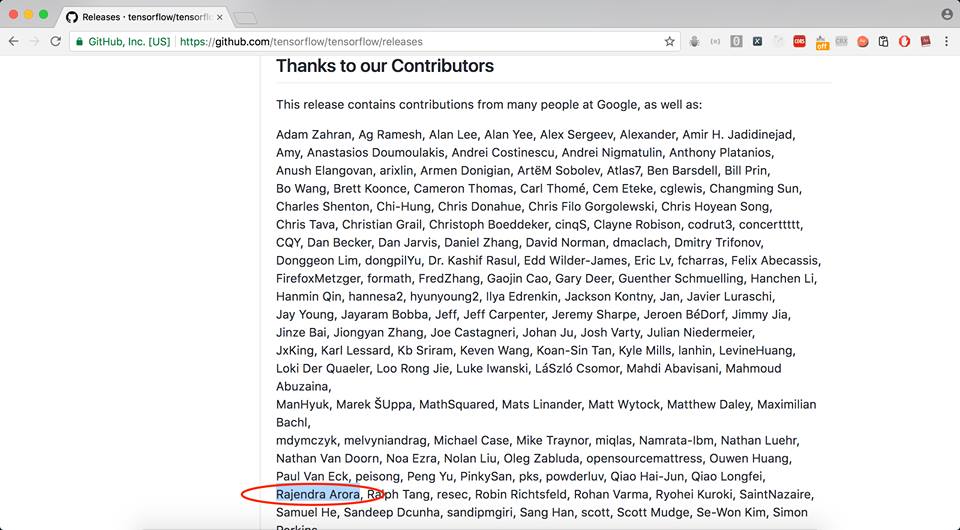 Releases · tensorflow/tensorfl
GitHub, Inc. [US] https://github.com/tensorflow/tensorflow/releases
Thanks to our Contributors
This release contains contributions from many people at Google, as well as:
Adam Zahran, Ag Ramesh, Alan Lee, Alan Yee, Alex Sergeev, Alexander, Amir H. Jadidinejad,
Amy, Anastasios Doumoulakis, Andrei Costinescu, Andrei Nigmatulin, Anthony Platanios,
Anush Elangovan, arixlin, Armen Donigian, ArtëM Sobolev, Atlas7, Ben Barsdell, Bill Prin,
Bo Wang, Brett Koonce, Cameron Thomas, Carl Thomé, Cem Eteke, cglewis, Changming Sun,
Charles Shenton, Chi-Hung, Chris Donahue, Chris Filo Gorgolewski, Chris Hoyean Song,
Chris Tava, Christian Grail, Christoph Boeddeker, cinqS, Clayne Robison, codrut3, concerttttt,
CQY, Dan Becker, Dan Jarvis, Daniel Zhang, David Norman, dmaclach, Dmitry Trifonov,
Donggeon Lim, dongpilYu, Dr. Kashif Rasul, Edd Wilder-James, Eric Lv, fcharras, Felix Abecassis,
FirefoxMetzger, formath, FredZhang, Gaojin Cao, Gary Deer, Guenther Schmuelling, Hanchen Li,
Hanmin Qin, hannesa2, hyunyoung2, Ilya Edrenkin, Jackson Kontny, Jan, Javier Luraschi,
Jay Young, Jayaram Bobba, Jeff, Jeff Carpenter, Jeremy Sharpe, Jeroen BéDorf, Jimmy Jia,
Jinze Bai, Jiongyan Zhang, Joe Castagneri, Johan Ju, Josh Varty, Julian Niedermeier,
JxKing, Karl Lessard, Kb Sriram, Keven Wang, Koan-Sin Tan, Kyle Mills, lanhin, LevineHuang,
Loki Der Quaeler, Loo Rong Jie, Luke Iwanski, LáSzló Csomor, Mahdi Abavisani, Mahmoud
Abuzaina,
ManHyuk, Marek ŠUppa, MathSquared, Mats Linander, Matt Wytock, Matthew Daley, Maximilian
Bachl,
mdymczyk, melvyniandrag, Michael Case, Mike Traynor, miqlas, Namrata-Ibm, Nathan Luehr,
Nathan Van Doorn, Noa Ezra, Nolan Liu, Oleg Zabluda, opensourcemattress, Ouwen Huang,
Paul Van Eck, peisong, Peng Yu, PinkySan, pks, powderluv, Qiao Hai-Jun, Qiao Longfei,
Rajendra Arora, Ralph Tang, resec, Robin Richtsfeld, Rohan Varma, Ryohei Kuroki, SaintNazaire,
Samuel He, Sandeep Dcunha, sandipmgiri, Sang Han, scott, Scott Mudge, Se-Won Kim, Simon
Perkins,